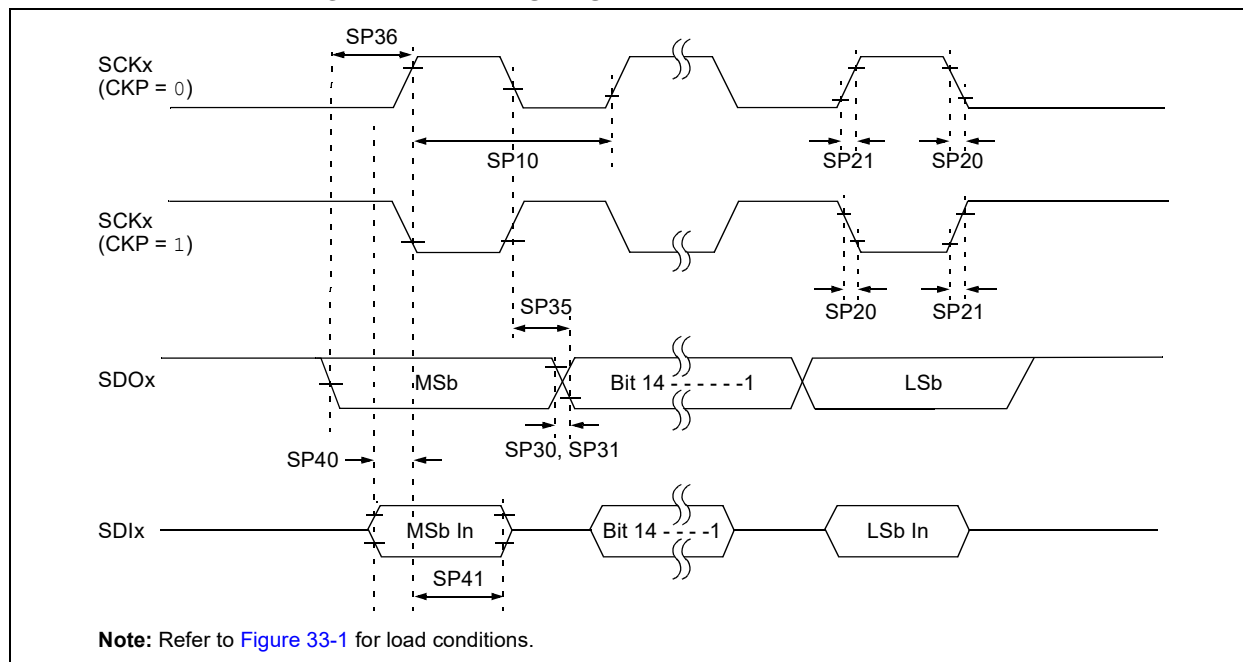 SP36
SCKx
(CKP = 0)
SP10
SP21
SP20
SCKx
(CKP = 1)
SP35
SP20
SP21
SDOx
MSb
Bit 14 - - - - - -1
LSb
SP30, SP31
SP40
SDIx
MSb In
Bit 14 - - - -1
LSb In
SP41
Note: Refer to Figure 33-1 for load conditions.